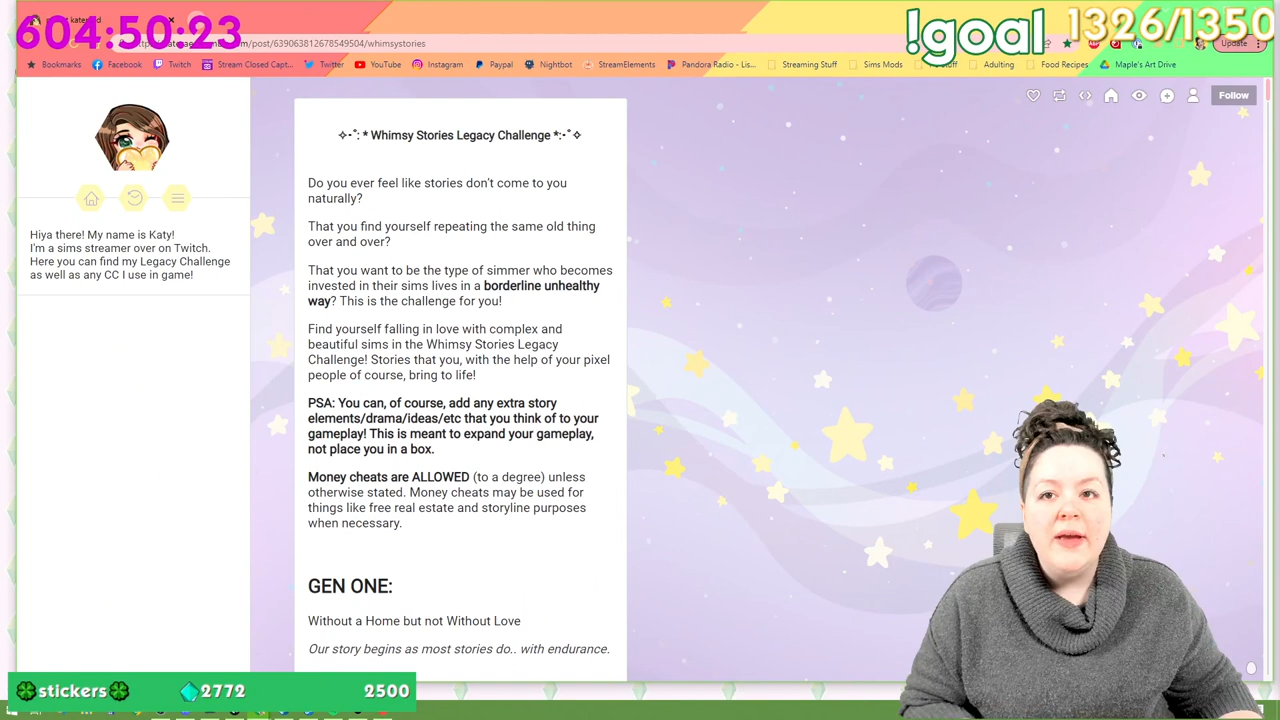 604:50:23
!goal
1326/1350
/post/639063812678549504/whimsystories
Update
Bookmarks
Facebook
Twitch
Stream Closed Capt...
Twitter
YouTube
Instagram
Paypal
Nightbot
StreamElements
Pandora Radio - Lis...
Streaming Stuff
Sims Mods
Adulting
Food Recipes
Maple's Art Drive
Follow
Hiya there! My name is Katy!
I'm a sims streamer over on Twitch.
Here you can find my Legacy Challenge
as well as any CC I use in game!
✧･ﾟ: * Whimsy Stories Legacy Challenge *:･ﾟ✧
Do you ever feel like stories don't come to you
naturally?
That you find yourself repeating the same old thing
over and over?
That you want to be the type of simmer who becomes
invested in their sims lives in a borderline unhealthy
way? This is the challenge for you!
Find yourself falling in love with complex and
beautiful sims in the Whimsy Stories Legacy
Challenge! Stories that you, with the help of your pixel
people of course, bring to life!
PSA: You can, of course, add any extra story
elements/drama/ideas/etc that you think of to your
gameplay! This is meant to expand your gameplay,
not place you in a box.
Money cheats are ALLOWED (to a degree) unless
otherwise stated. Money cheats may be used for
things like free real estate and storyline purposes
when necessary.
GEN ONE:
Without a Home but not Without Love
Our story begins as most stories do.. with endurance.
stickers
2772
2500